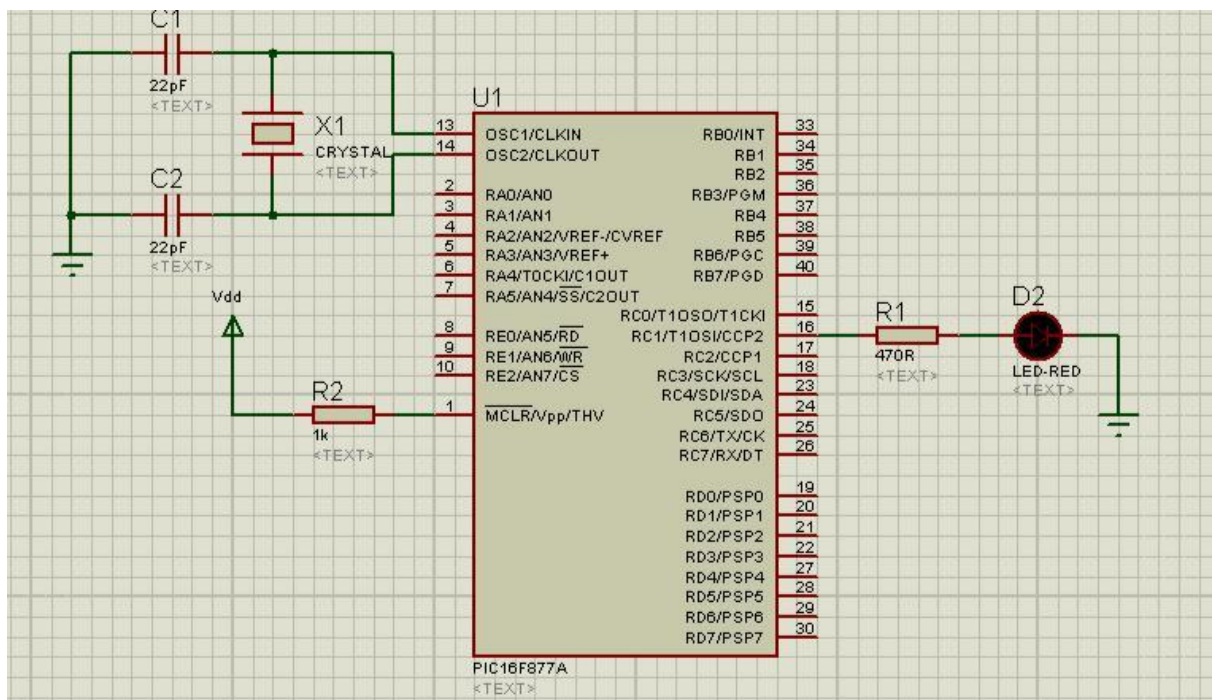 C1
22pF
<TEXT>
X1
CRYSTAL
<TEXT>
C2
22pF
<TEXT>
Vdd
R2
1k
<TEXT>
U1
13 OSC1/CLKIN
14 OSC2/CLKOUT
2 RA0/AN0
3 RA1/AN1
4 RA2/AN2/VREF-/CVREF
5 RA3/AN3/VREF+
6 RA4/T0CKI/C1OUT
7 RA5/AN4/SS/C2OUT
8 RE0/AN5/RD
9 RE1/AN6/WR
10 RE2/AN7/CS
1 MCLR/Vpp/THV
RB0/INT 33
RB1 34
RB2 35
RB3/PGM 36
RB4 37
RB5 38
RB6/PGC 39
RB7/PGD 40
RC0/T1OSO/T1CKI 15
RC1/T1OSI/CCP2 16
RC2/CCP1 17
RC3/SCK/SCL 18
RC4/SDI/SDA 23
RC5/SDO 24
RC6/TX/CK 25
RC7/RX/DT 26
RD0/PSP0 19
RD1/PSP1 20
RD2/PSP2 21
RD3/PSP3 22
RD4/PSP4 27
RD5/PSP5 28
RD6/PSP6 29
RD7/PSP7 30
PIC16F877A
<TEXT>
R1
470R
<TEXT>
D2
LED-RED
<TEXT>